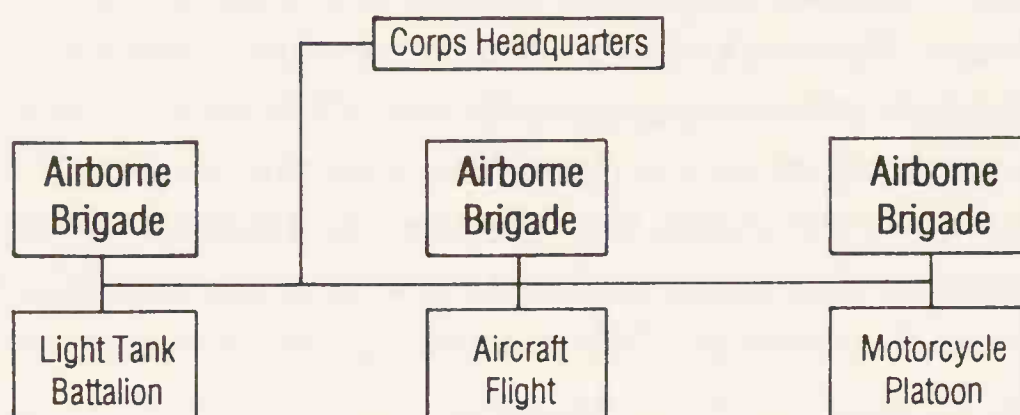 Corps Headquarters
Airborne
Brigade
Airborne
Brigade
Airborne
Brigade
Light Tank
Battalion
Aircraft
Flight
Motorcycle
Platoon